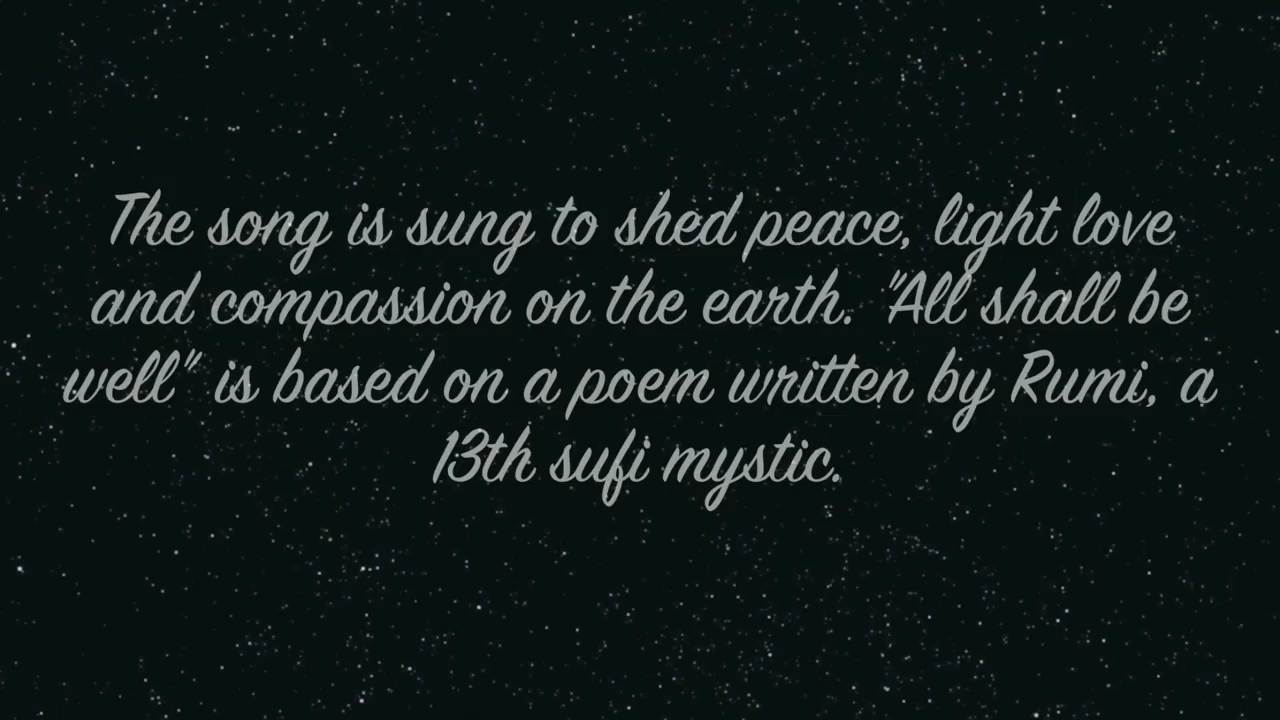 The song is sung to shed peace, light love
and compassion on the earth. "All shall be
well" is based on a poem written by Rumi, a
13th sufi mystic.